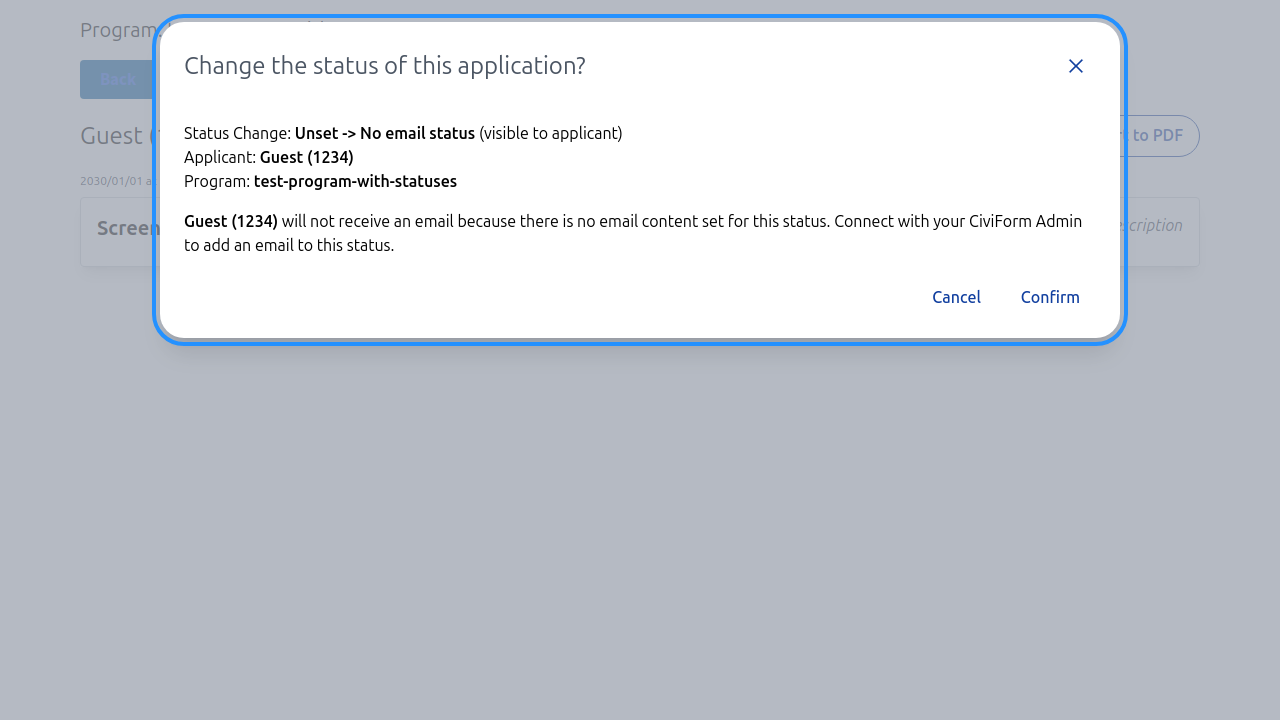 Program:
Change the status of this application?
Back
Status Change: Unset -> No email status (visible to applicant)
Guest (
to PDF
Applicant: Guest (1234)
Program: test-program-with-statuses
2030/01/01
Guest (1234) will not receive an email because there is no email content set for this status. Connect with your CiviForm Admin
to add an email to this status.
Screen
Cancel
Confirm